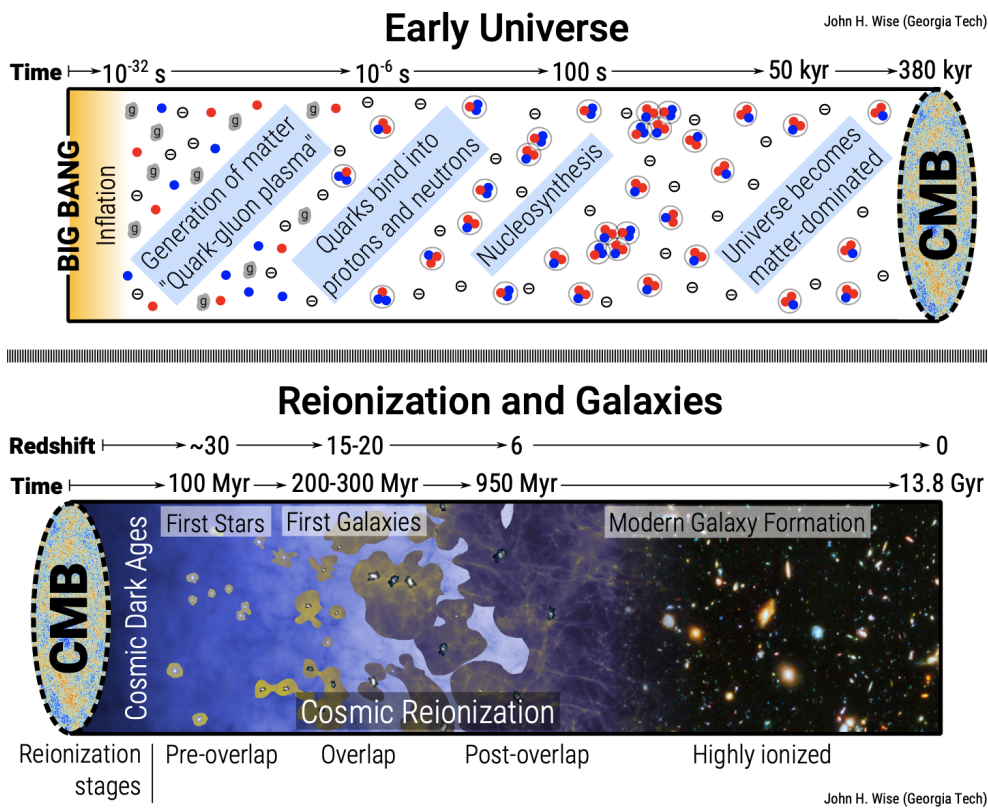 Early Universe
John H. Wise (Georgia Tech)
Time 10-32 s 10-6 s 100 s 50 kyr 380 kyr
BIG BANG
Inflation
g
g
g
g
g
g
g
g
g
g
Generation of matter
"Quark-gluon plasma"
Quarks bind into
protons and neutrons
Nucleosynthesis
Universe becomes
matter-dominated
CMB
Reionization and Galaxies
Redshift ~30 15-20 6 0
Time 100 Myr 200-300 Myr 950 Myr 13.8 Gyr
CMB
Cosmic Dark Ages
First Stars
First Galaxies
Modern Galaxy Formation
Cosmic Reionization
Reionization
stages
Pre-overlap
Overlap
Post-overlap
Highly ionized
John H. Wise (Georgia Tech)